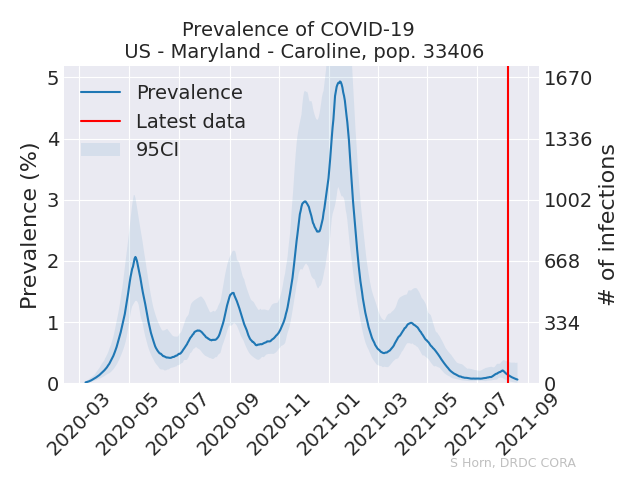 Prevalence of COVID-19
US - Maryland - Caroline, pop. 33406
Prevalence
Latest data
95CI
Prevalence (%)
5
4
3
2
1
0
1670
1336
1002
668
334
0
# of infections
2020-03
2020-05
2020-07
2020-09
2020-11
2021-01
2021-03
2021-05
2021-07
2021-09
S Horn, DRDC CORA